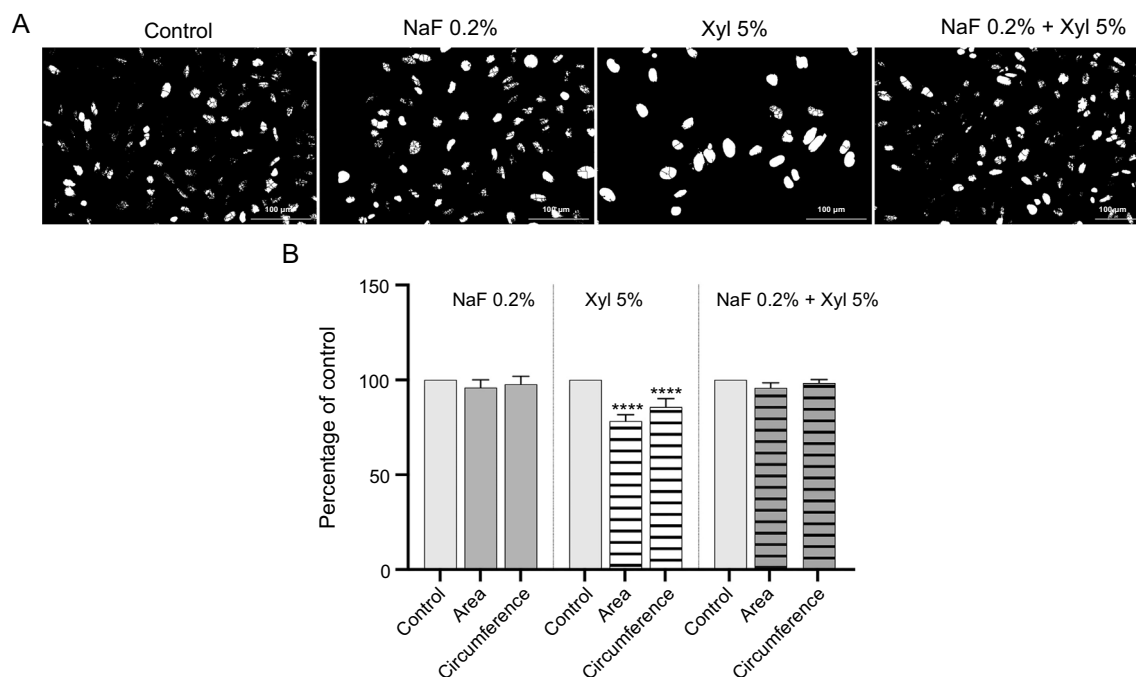 A
Control
NaF 0.2%
Xyl 5%
NaF 0.2% + Xyl 5%
100 µm
100 µm
100 µm
100 µm
B
NaF 0.2%
Xyl 5%
NaF 0.2% + Xyl 5%
Percentage of control
150
100
50
0
****
****
Control
Area
Circumference
Control
Area
Circumference
Control
Area
Circumference